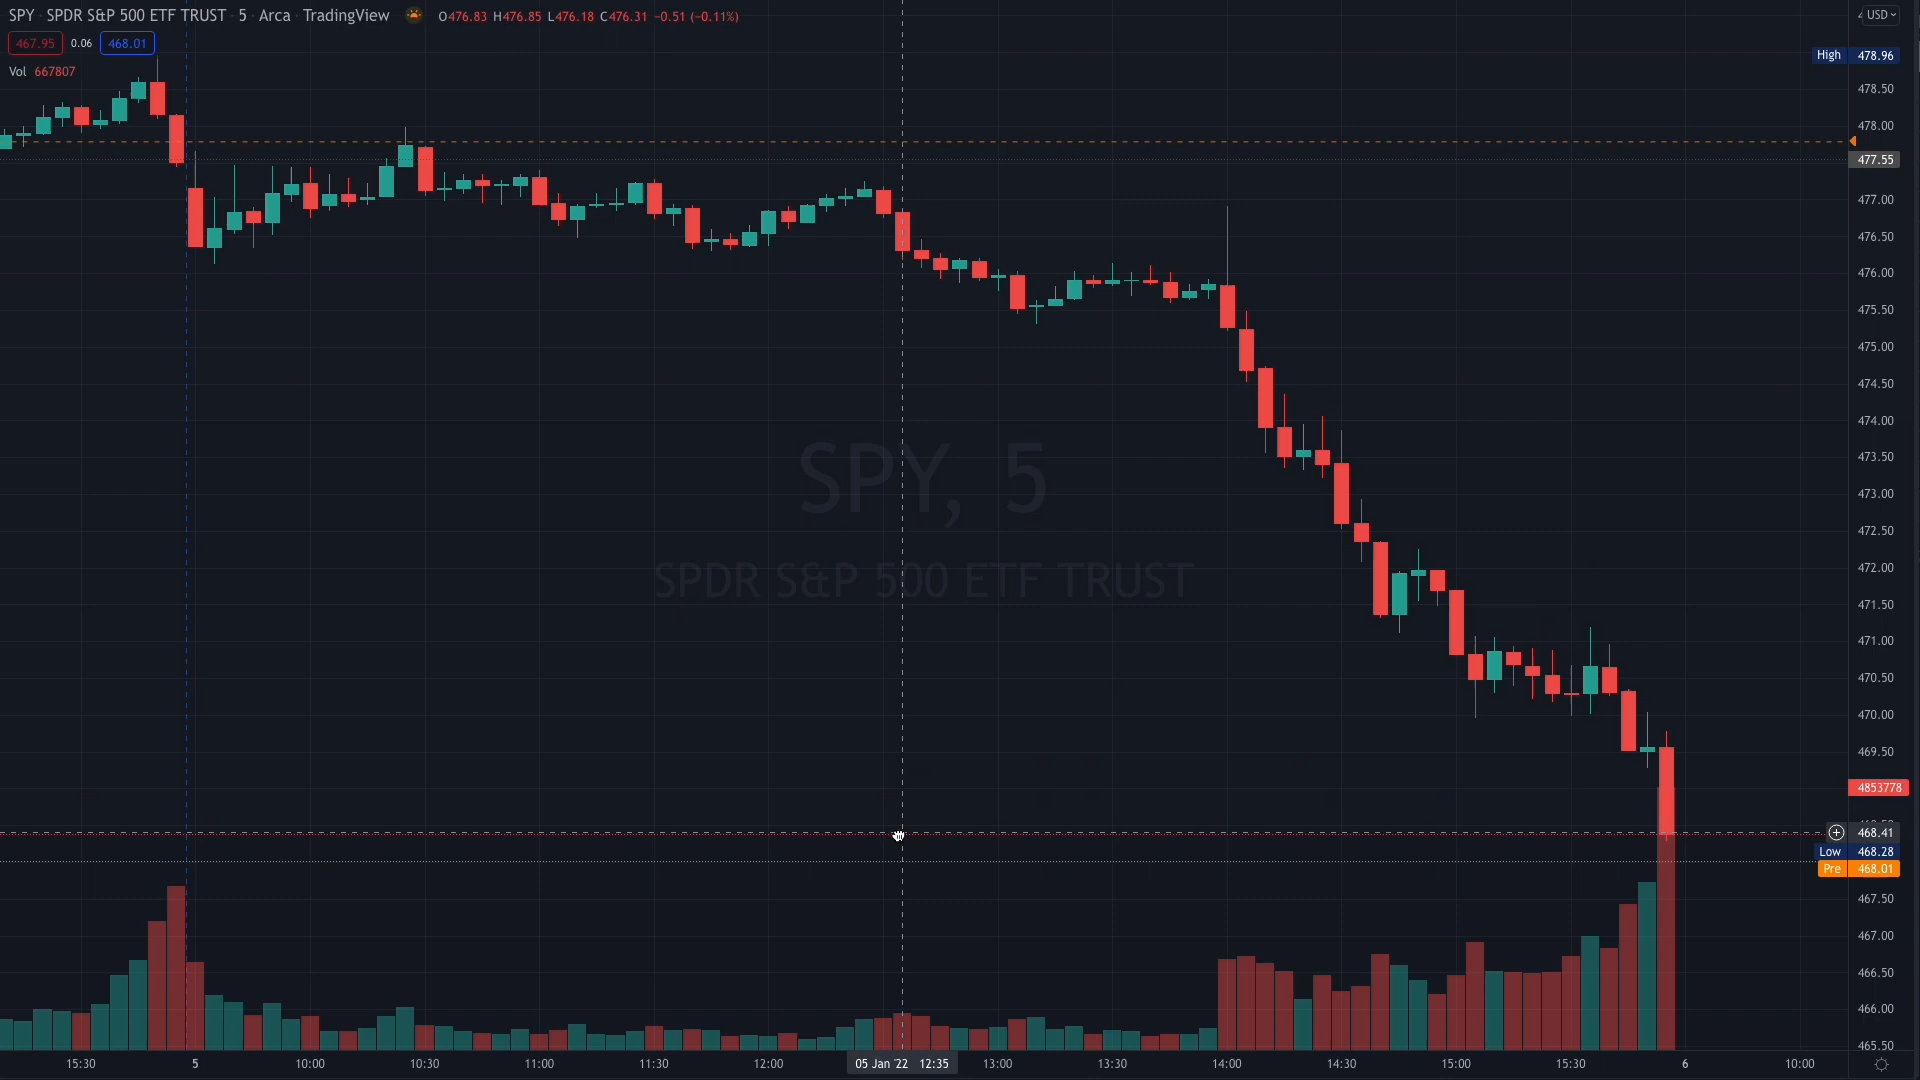 SPY · SPDR S&P 500 ETF TRUST · 5 · Arca · TradingView O476.83 H476.85 L476.18 C476.31 −0.51 (−0.11%)
USD
467.95 0.06 468.01
Vol 667807
High 478.96
478.50
478.00
477.55
477.00
476.50
476.00
475.50
475.00
474.50
474.00
473.50
473.00
472.50
472.00
471.50
471.00
470.50
470.00
469.50
4853778
468.41
Low 468.28
Pre 468.01
467.50
467.00
466.50
466.00
465.50
SPY, 5
SPDR S&P 500 ETF TRUST
15:30 5 10:00 10:30 11:00 11:30 12:00 05 Jan '22 12:35 13:00 13:30 14:00 14:30 15:00 15:30 6 10:00